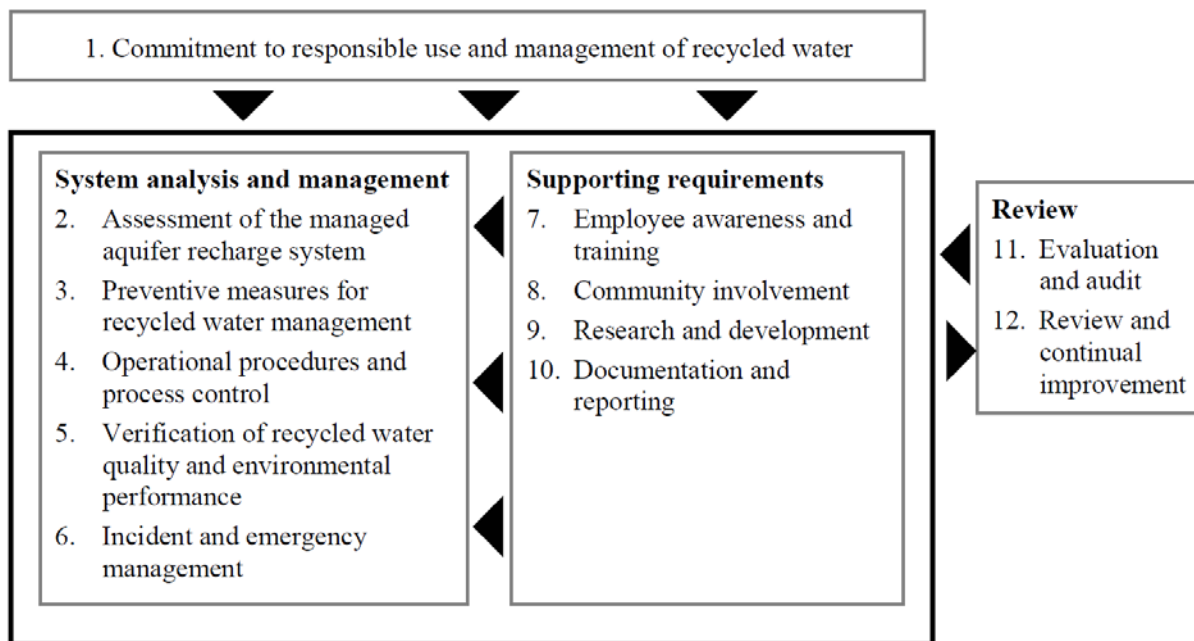 1. Commitment to responsible use and management of recycled water
System analysis and management
2. Assessment of the managed
aquifer recharge system
3. Preventive measures for
recycled water management
4. Operational procedures and
process control
5. Verification of recycled water
quality and environmental
performance
6. Incident and emergency
management
Supporting requirements
7. Employee awareness and
training
8. Community involvement
9. Research and development
10. Documentation and
reporting
Review
11. Evaluation
and audit
12. Review and
continual
improvement